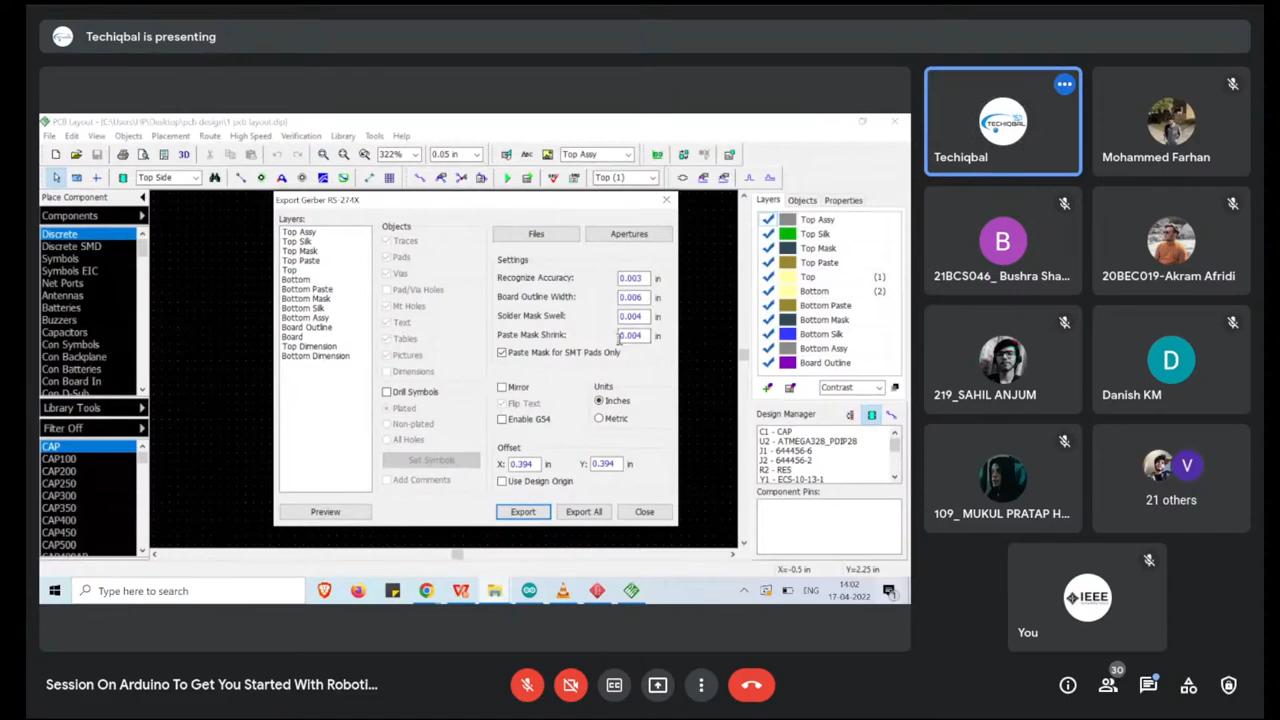 Techiqbal is presenting
PCB Layout - [C:\Users\HP\Desktop\pcb design\1 pcb layout.dip]
File Edit View Objects Placement Route High Speed Verification Library Tools Help
3D 322% 0.05 in Abc Top Assy
Top Side Top (1)
Place Component
Components
Discrete
Discrete SMD
Symbols
Symbols EIC
Net Ports
Antennas
Batteries
Buzzers
Capacitors
Con Symbols
Con Backplane
Con Batteries
Con Board In
Con D-Sub
Library Tools
Filter Off
CAP
CAP100
CAP200
CAP250
CAP300
CAP350
CAP400
CAP450
CAP500
Export Gerber RS-274X
Layers:
Top Assy
Top Silk
Top Mask
Top Paste
Top
Bottom
Bottom Paste
Bottom Mask
Bottom Silk
Bottom Assy
Board Outline
Board
Top Dimension
Bottom Dimension
Preview
Objects
Traces
Pads
Vias
Pad/Via Holes
Mt Holes
Text
Tables
Pictures
Dimensions
Drill Symbols
Plated
Non-plated
All Holes
Set Symbols
Add Comments
Files Apertures
Settings
Recognize Accuracy: 0.003 in
Board Outline Width: 0.006 in
Solder Mask Swell: 0.004 in
Paste Mask Shrink: 0.004 in
Paste Mask for SMT Pads Only
Mirror
Flip Text
Enable G54
Units
Inches
Metric
Offset
X: 0.394 in Y: 0.394 in
Use Design Origin
Export Export All Close
Layers Objects Properties
Top Assy
Top Silk
Top Mask
Top Paste
Top (1)
Bottom (2)
Bottom Paste
Bottom Mask
Bottom Silk
Bottom Assy
Board Outline
Contrast
Design Manager
C1 - CAP
U2 - ATMEGA328_PDIP28
J1 - 644456-6
J2 - 644456-2
R2 - RES
Y1 - ECS-10-13-1
Component Pins:
X=-0.5 in Y=2.25 in
Type here to search
ENG
14:02
17-04-2022
1
TECHIQBAL
Techiqbal
Mohammed Farhan
B
21BCS046_ Bushra Sha...
20BEC019-Akram Afridi
219_SAHIL ANJUM
D
Danish KM
109_ MUKUL PRATAP H...
V
21 others
IEEE
You
Session On Arduino To Get You Started With Roboti...
30